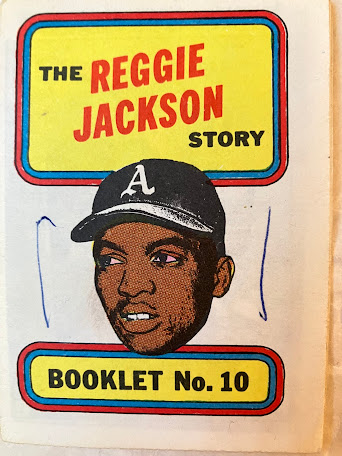 THE REGGIE
JACKSON
STORY
A
BOOKLET No. 10